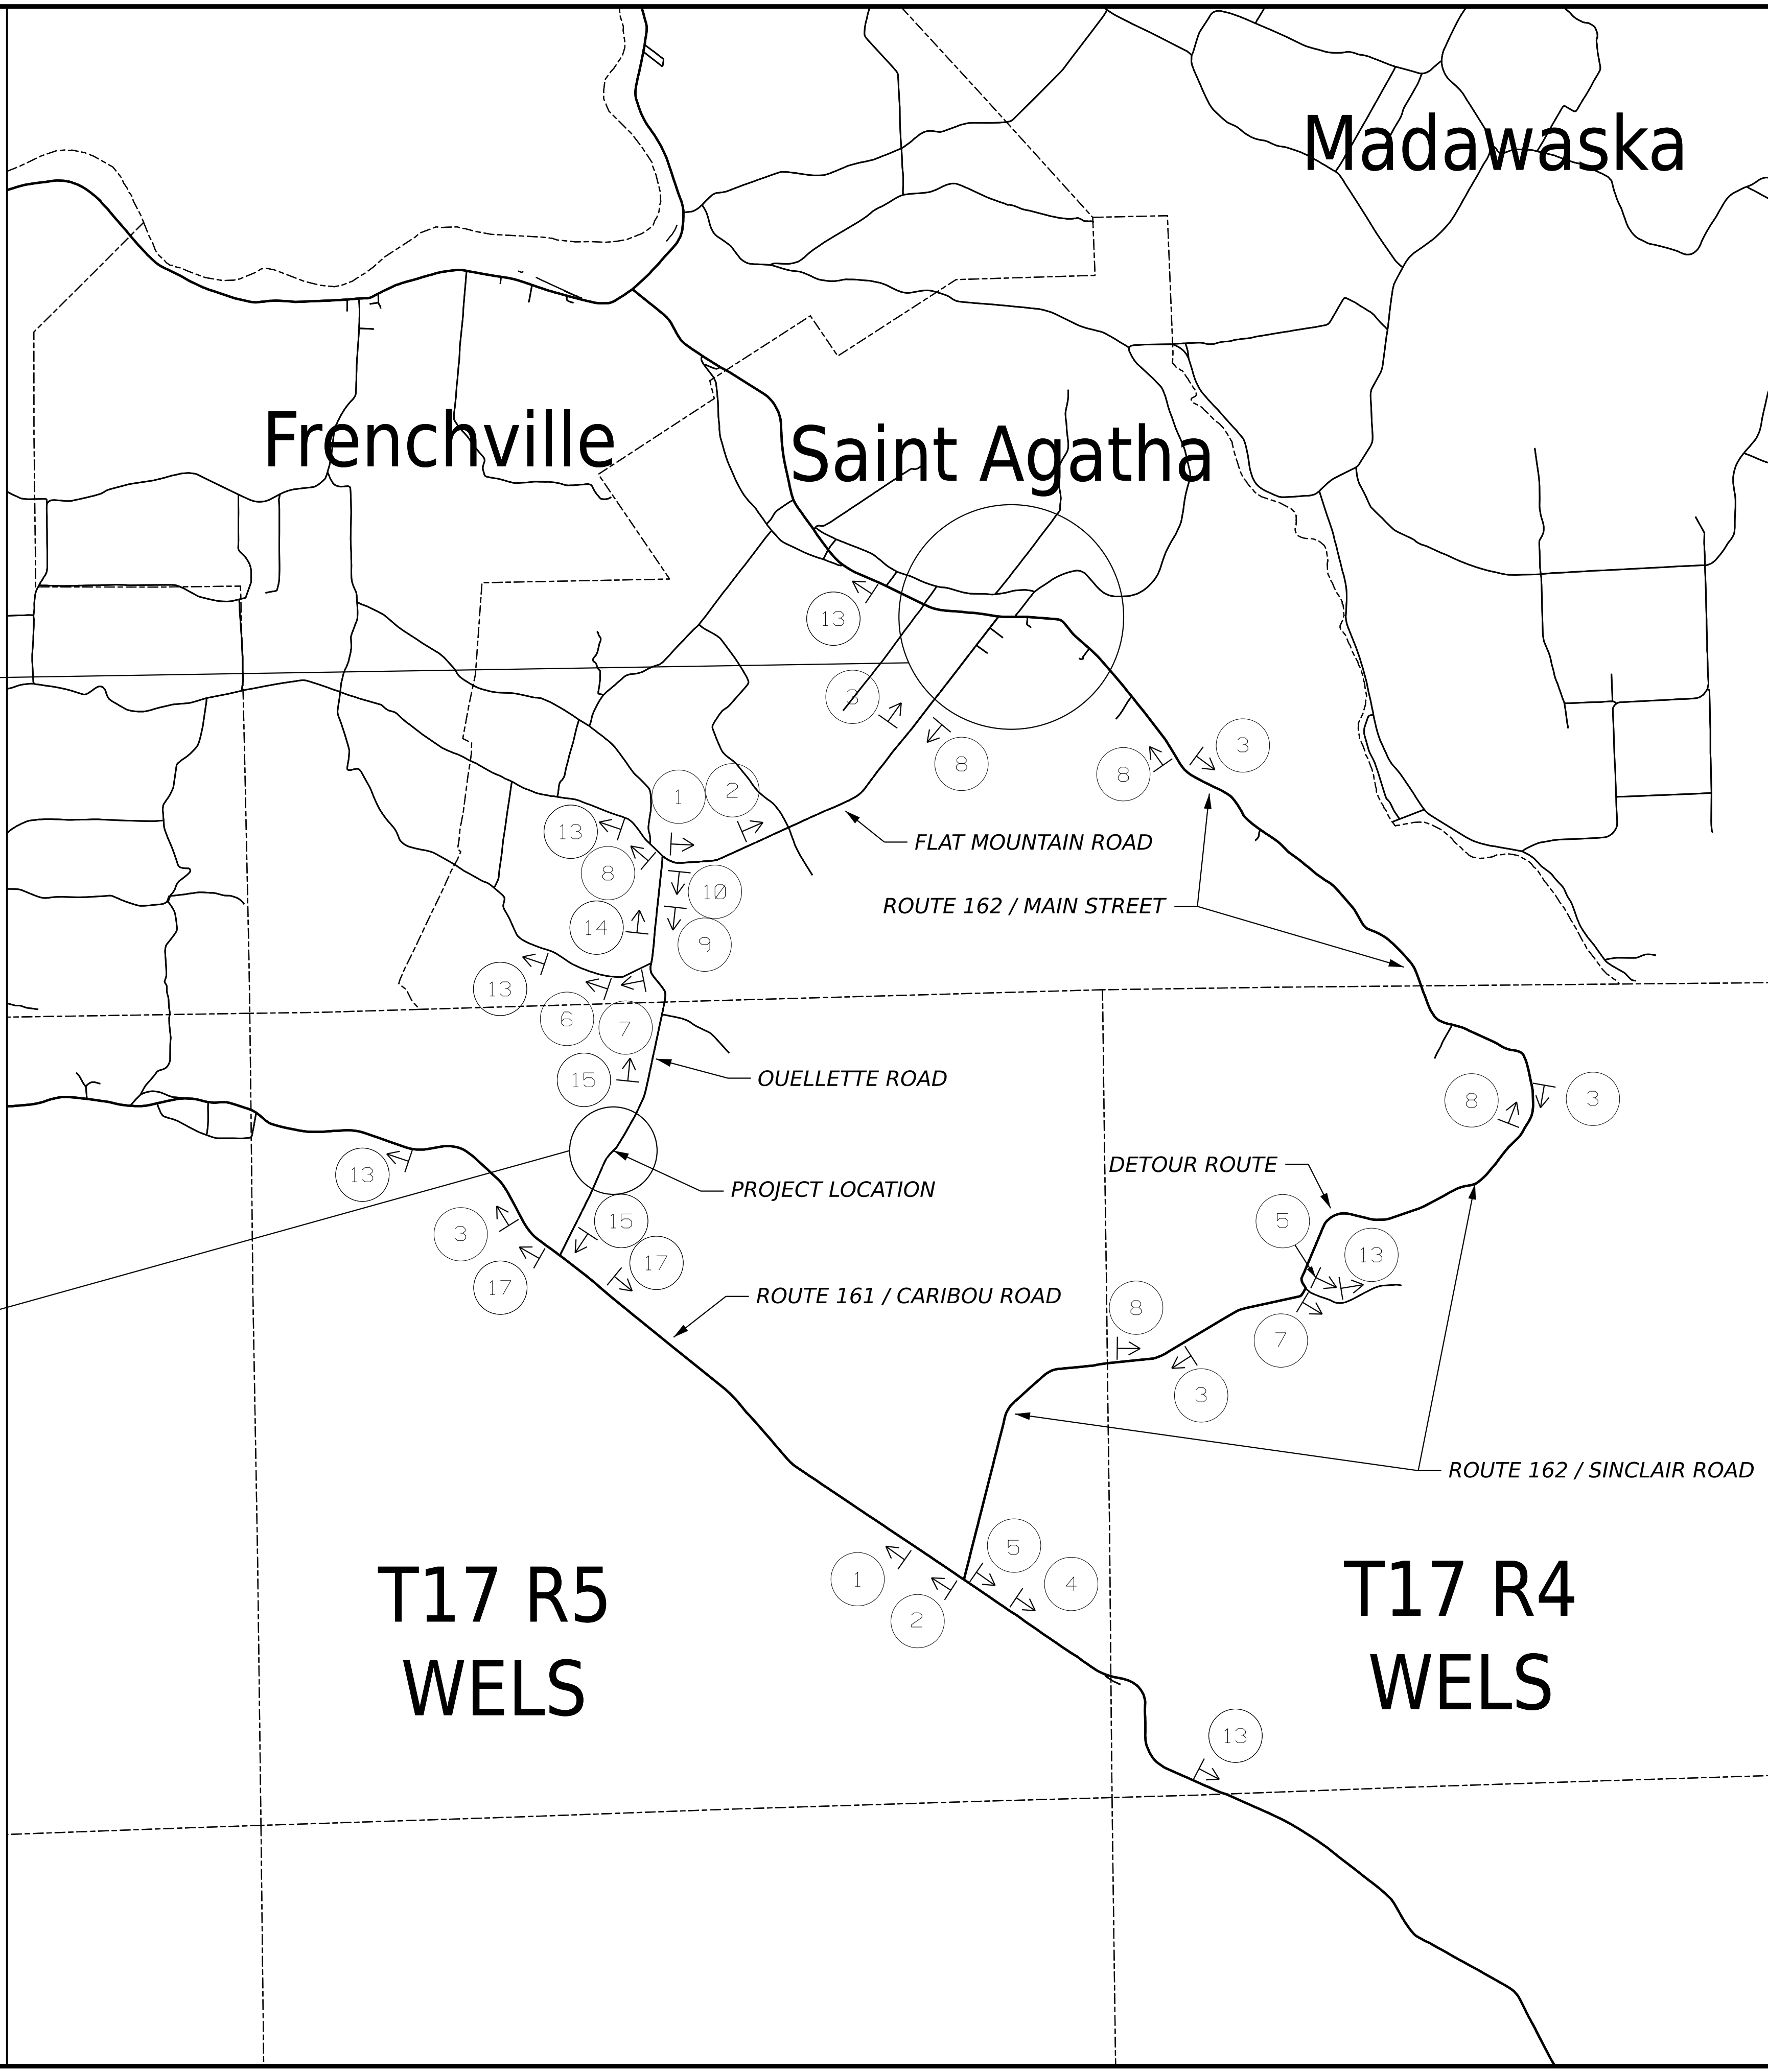 Madawaska
Frenchville
Saint Agatha
13
3
8
8
3
1
2
13
8
FLAT MOUNTAIN ROAD
10
ROUTE 162 / MAIN STREET
14
9
13
6
7
15
OUELLETTE ROAD
8
3
13
DETOUR ROUTE
PROJECT LOCATION
3
15
5
13
17
17
ROUTE 161 / CARIBOU ROAD
8
7
3
ROUTE 162 / SINCLAIR ROAD
5
1
4
2
T17 R5
WELS
T17 R4
WELS
13